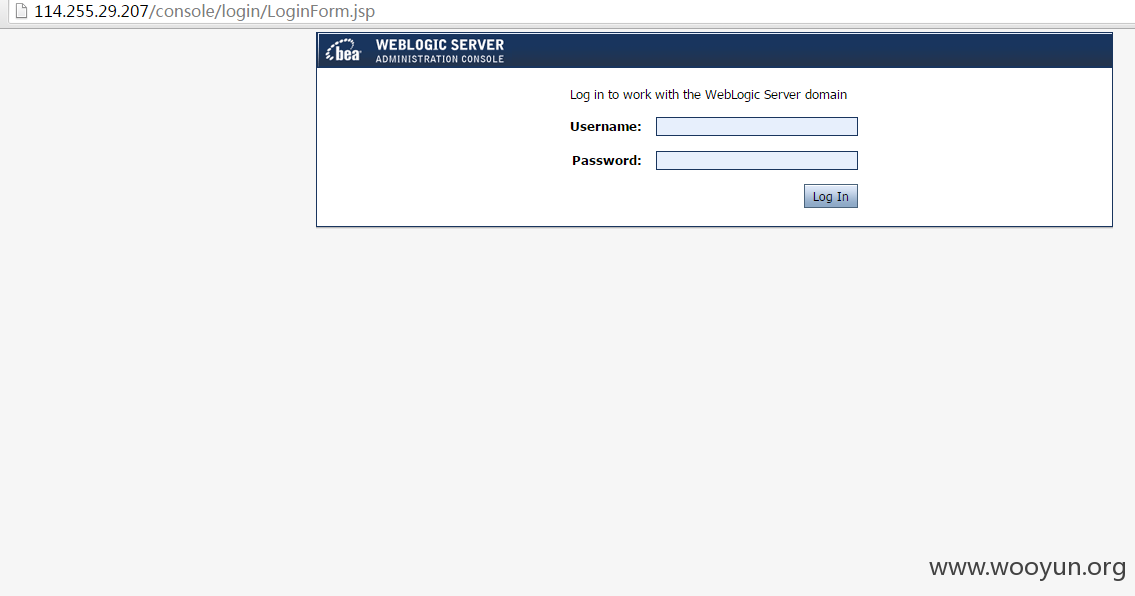 114.255.29.207/console/login/LoginForm.jsp
bea
WEBLOGIC SERVER
ADMINISTRATION CONSOLE
Log in to work with the WebLogic Server domain
Username:
Password:
Log In
www.wooyun.org